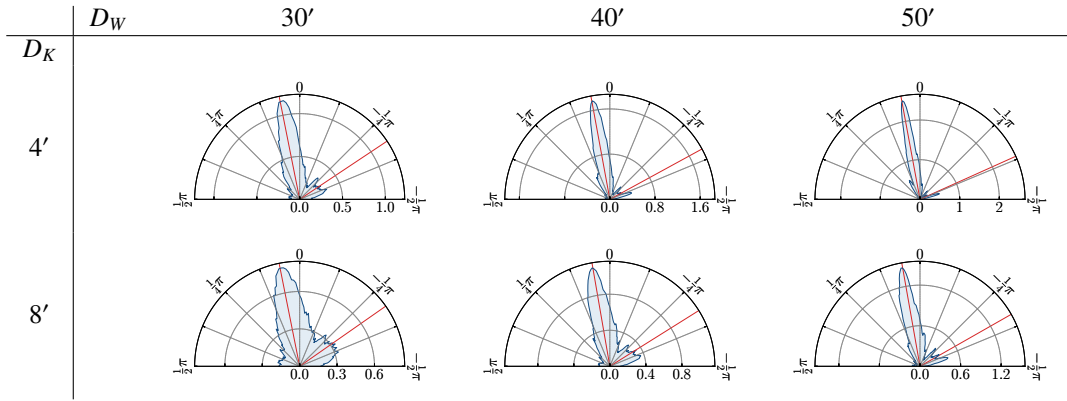 D_W 30′ 40′ 50′
D_K
0 0 0
¼π −¼π ¼π −¼π ¼π −¼π
4′
½π −½π ½π −½π ½π −½π
0.0 0.5 1.0 0.0 0.8 1.6 0 1 2
0 0 0
¼π −¼π ¼π −¼π ¼π −¼π
8′
½π −½π ½π −½π ½π −½π
0.0 0.3 0.6 0.0 0.4 0.8 0.0 0.6 1.2